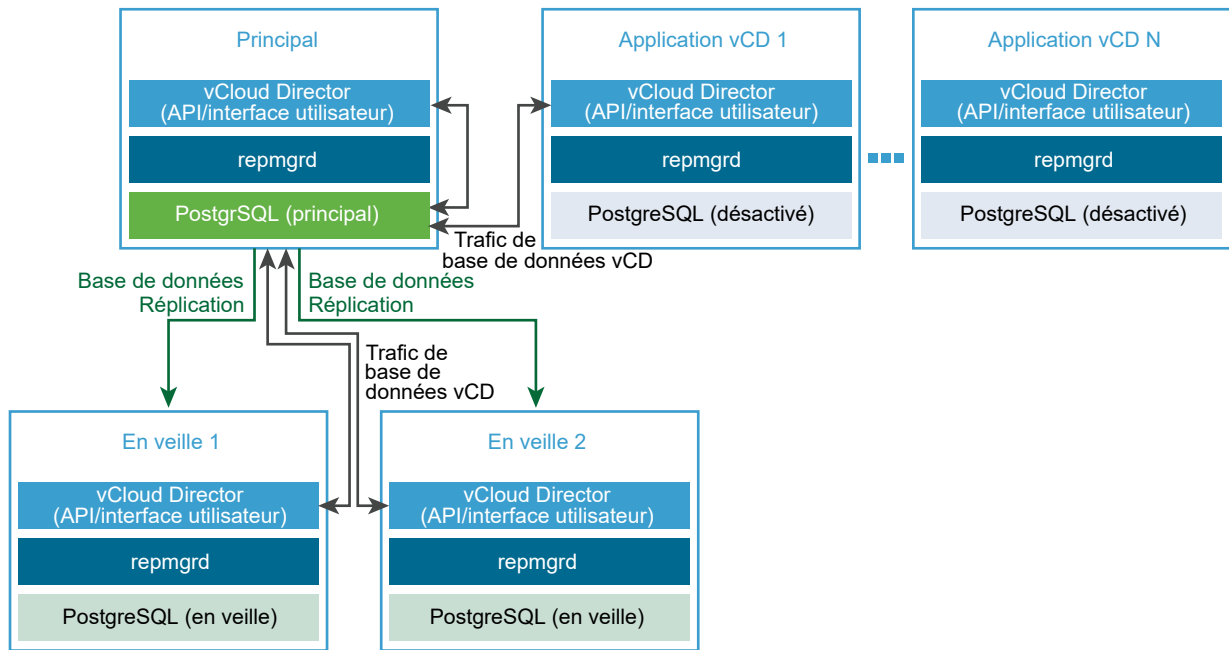 Principal
vCloud Director
(API/interface utilisateur)
repmgrd
PostgrSQL (principal)
Application vCD 1
vCloud Director
(API/interface utilisateur)
repmgrd
PostgreSQL (désactivé)
Application vCD N
vCloud Director
(API/interface utilisateur)
repmgrd
PostgreSQL (désactivé)
Trafic de
base de données vCD
Base de données
Réplication
Base de données
Réplication
Trafic de
base de
données vCD
En veille 1
vCloud Director
(API/interface utilisateur)
repmgrd
PostgreSQL (en veille)
En veille 2
vCloud Director
(API/interface utilisateur)
repmgrd
PostgreSQL (en veille)